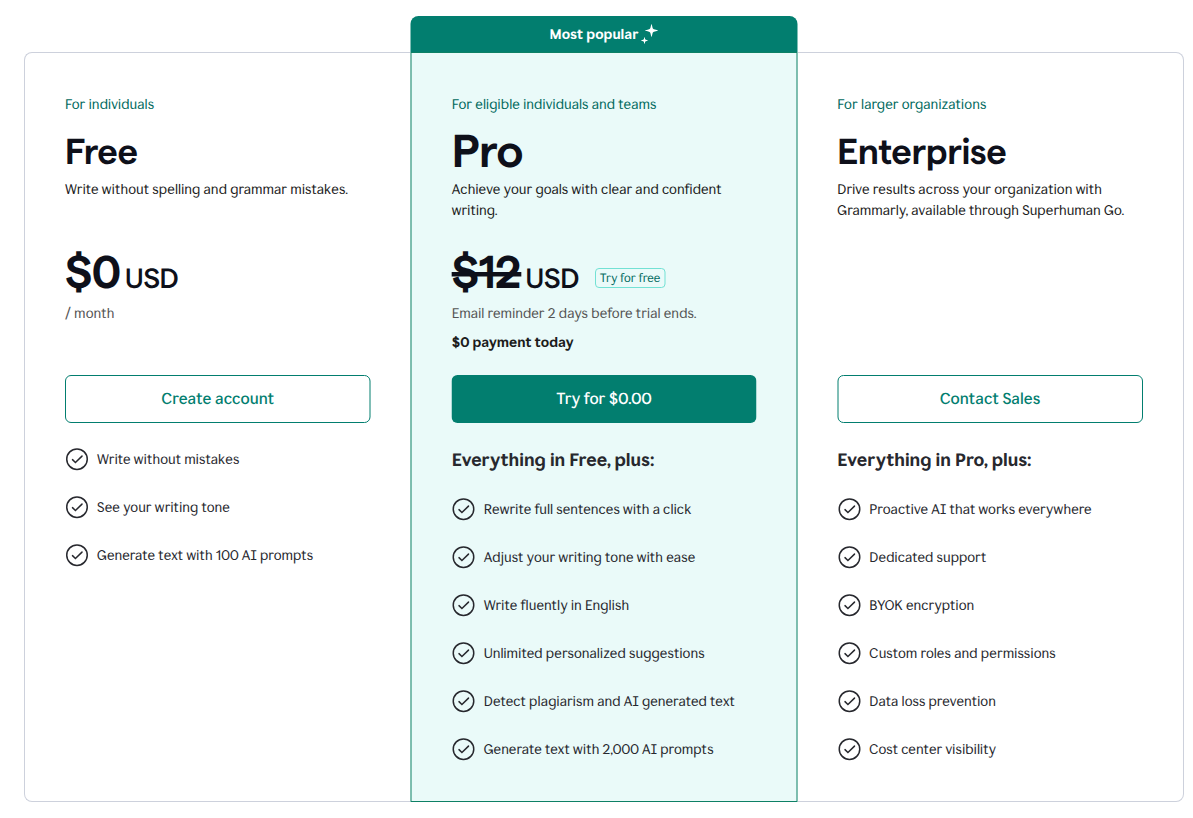 Most popular
For individuals
Free
Write without spelling and grammar mistakes.
$0 USD
/ month
Create account
Write without mistakes
See your writing tone
Generate text with 100 AI prompts
For eligible individuals and teams
Pro
Achieve your goals with clear and confident
writing.
$12 USD
Try for free
Email reminder 2 days before trial ends.
$0 payment today
Try for $0.00
Everything in Free, plus:
Rewrite full sentences with a click
Adjust your writing tone with ease
Write fluently in English
Unlimited personalized suggestions
Detect plagiarism and AI generated text
Generate text with 2,000 AI prompts
For larger organizations
Enterprise
Drive results across your organization with
Grammarly, available through Superhuman Go.
Contact Sales
Everything in Pro, plus:
Proactive AI that works everywhere
Dedicated support
BYOK encryption
Custom roles and permissions
Data loss prevention
Cost center visibility